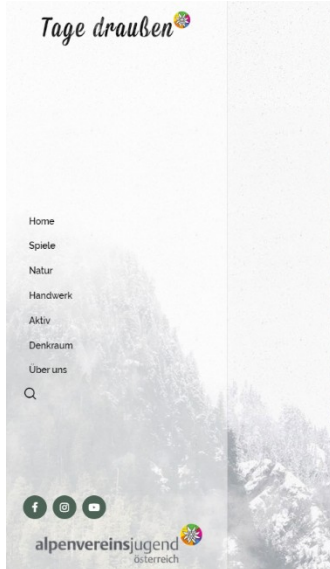 Tage draußen
Home
Spiele
Natur
Handwerk
Aktiv
Denkraum
Über uns
alpenvereinsjugend
österreich